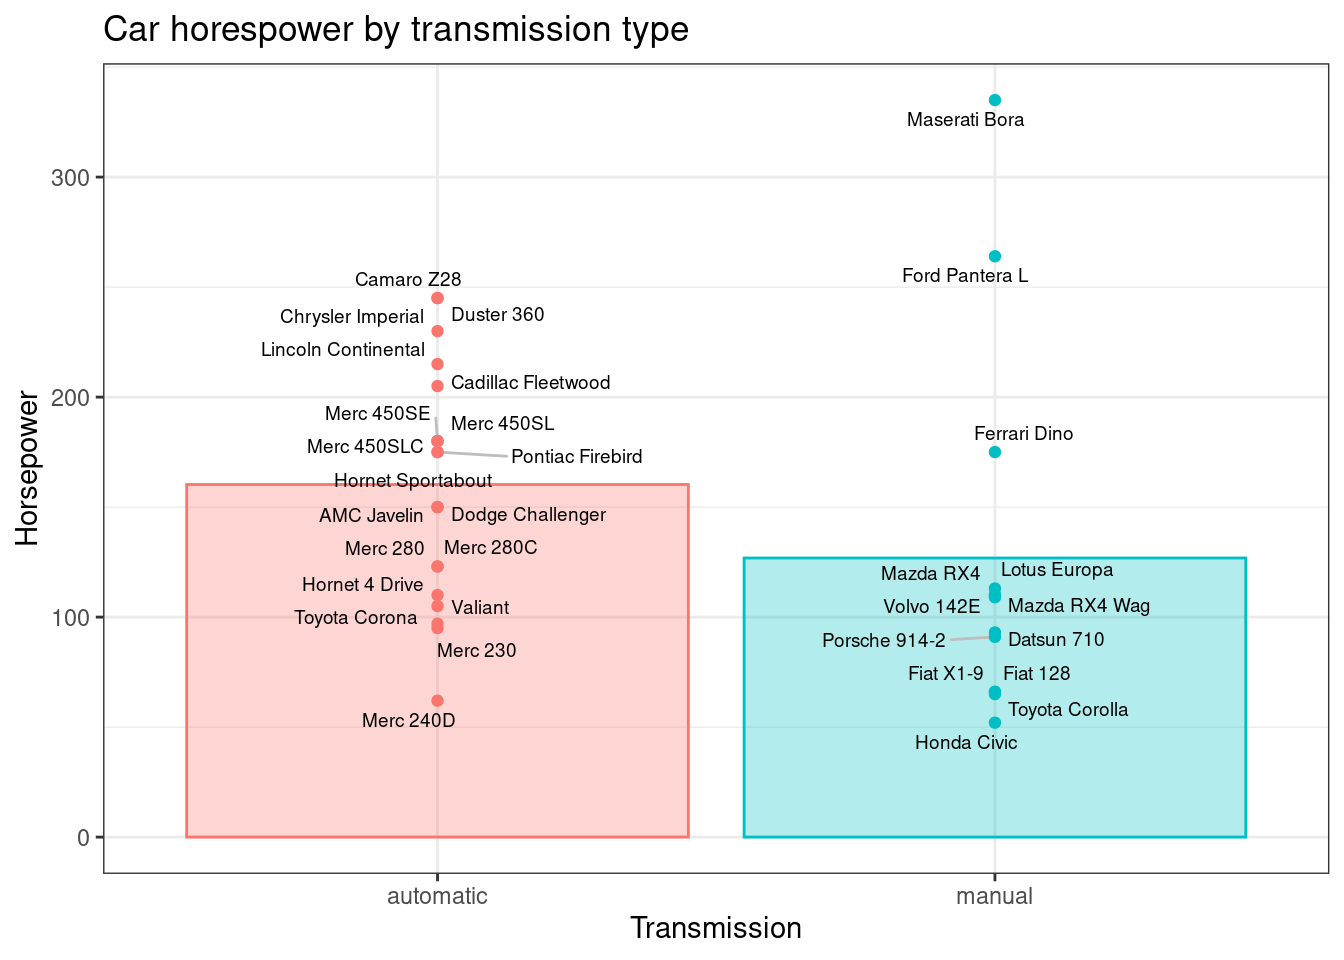 Car horespower by transmission type
Horsepower
300
200
100
0
Camaro Z28
Chrysler Imperial
Duster 360
Lincoln Continental
Cadillac Fleetwood
Merc 450SE
Merc 450SL
Merc 450SLC
Pontiac Firebird
Hornet Sportabout
AMC Javelin
Dodge Challenger
Merc 280
Merc 280C
Hornet 4 Drive
Valiant
Toyota Corona
Merc 230
Merc 240D
Maserati Bora
Ford Pantera L
Ferrari Dino
Mazda RX4
Lotus Europa
Volvo 142E
Mazda RX4 Wag
Porsche 914-2
Datsun 710
Fiat X1-9
Fiat 128
Toyota Corolla
Honda Civic
automatic
manual
Transmission